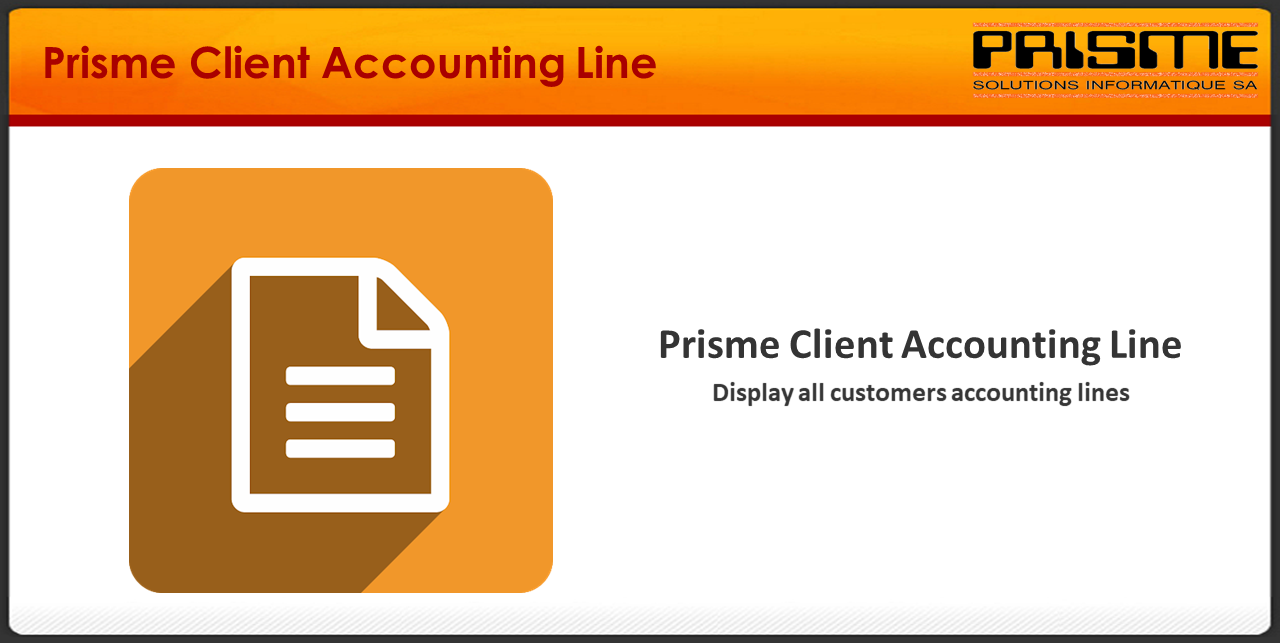 Prisme Client Accounting Line
PRISME
SOLUTIONS INFORMATIQUE SA
Prisme Client Accounting Line
Display all customers accounting lines